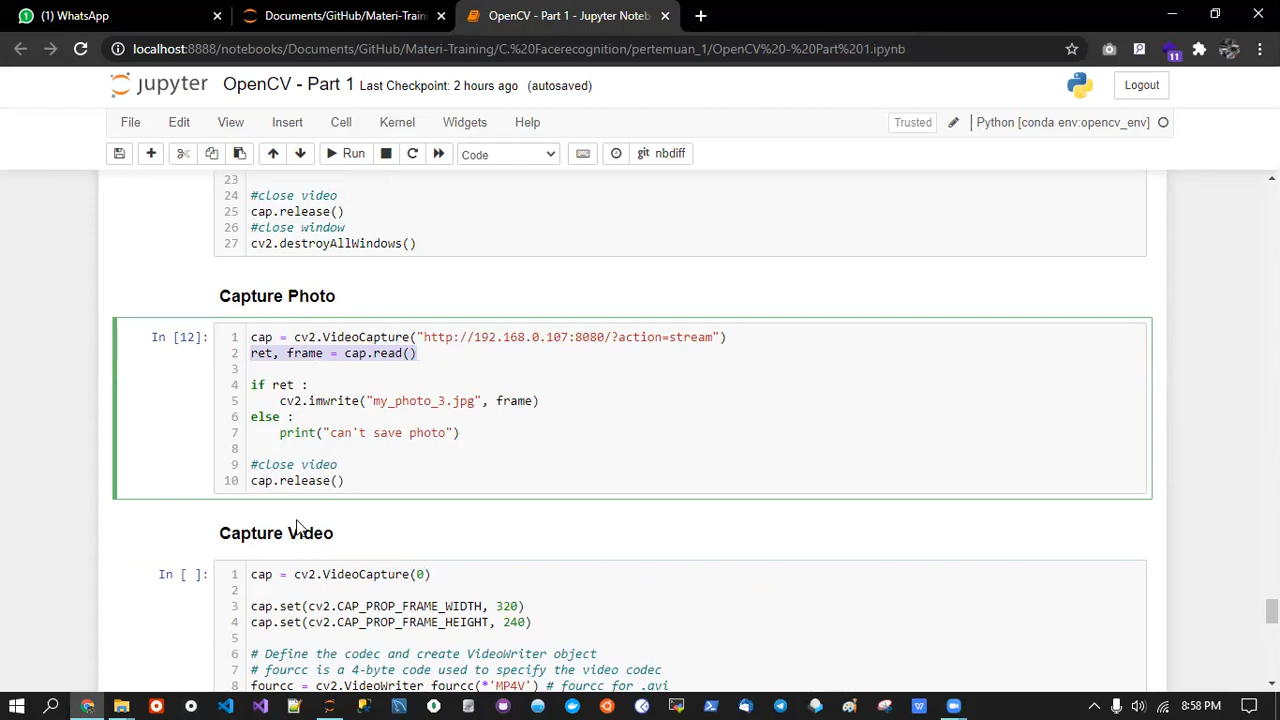 (1) WhatsApp
Documents/GitHub/Materi-Train
OpenCV - Part 1 - Jupyter Noteb
localhost:8888/notebooks/Documents/GitHub/Materi-Training/C.%20Facerecognition/pertemuan_1/OpenCV%20-%20Part%201.ipynb
11
jupyter OpenCV - Part 1 Last Checkpoint: 2 hours ago (autosaved)
Logout
File Edit View Insert Cell Kernel Widgets Help
Trusted Python [conda env:opencv_env]
Run Code git nbdiff
23
24 #close video
25 cap.release()
26 #close window
27 cv2.destroyAllWindows()
Capture Photo
In [12]: 1 cap = cv2.VideoCapture("http://192.168.0.107:8080/?action=stream")
2 ret, frame = cap.read()
3
4 if ret :
5 cv2.imwrite("my_photo_3.jpg", frame)
6 else :
7 print("can't save photo")
8
9 #close video
10 cap.release()
Capture Video
In [ ]: 1 cap = cv2.VideoCapture(0)
2
3 cap.set(cv2.CAP_PROP_FRAME_WIDTH, 320)
4 cap.set(cv2.CAP_PROP_FRAME_HEIGHT, 240)
5
6 # Define the codec and create VideoWriter object
7 # fourcc is a 4-byte code used to specify the video codec
8 fourcc = cv2.VideoWriter_fourcc(*'MP4V') # fourcc for .avi
8:58 PM